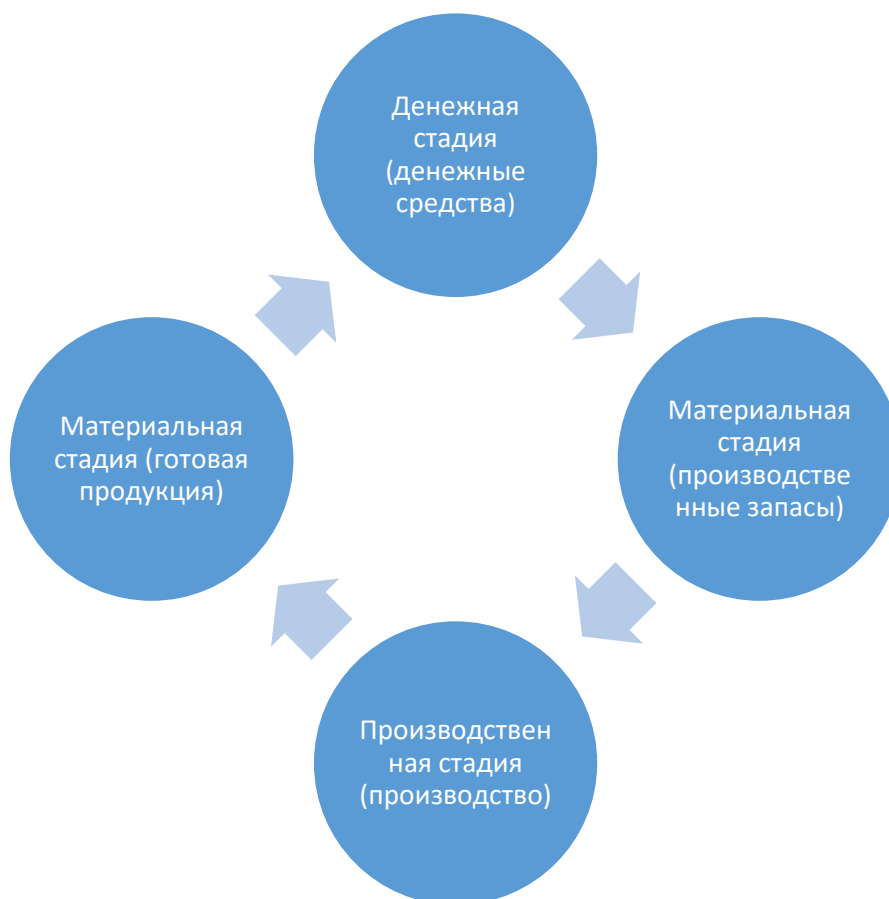 Денежная
стадия
(денежные
средства)
Материальная
стадия
(производстве
нные запасы)
Производствен
ная стадия
(производство)
Материальная
стадия (готовая
продукция)